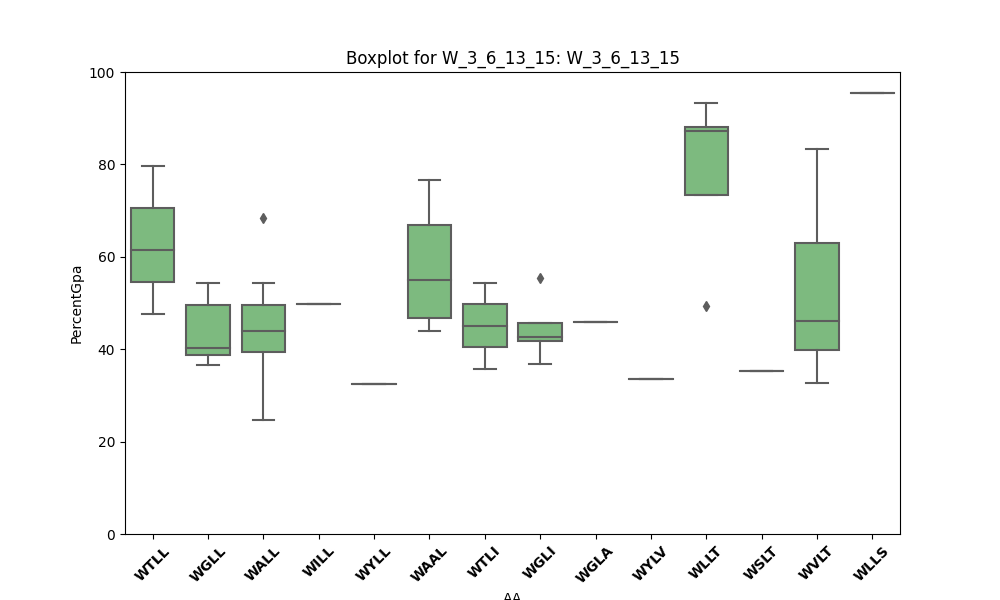 Boxplot for W_3_6_13_15: W_3_6_13_15
PercentGpa
100
80
60
40
20
0
WTLL WGLL WALL WILL WYLL WAAL WTLI WGLI WGLA WYLV WLLT WSLT WVLT WLLS
AA